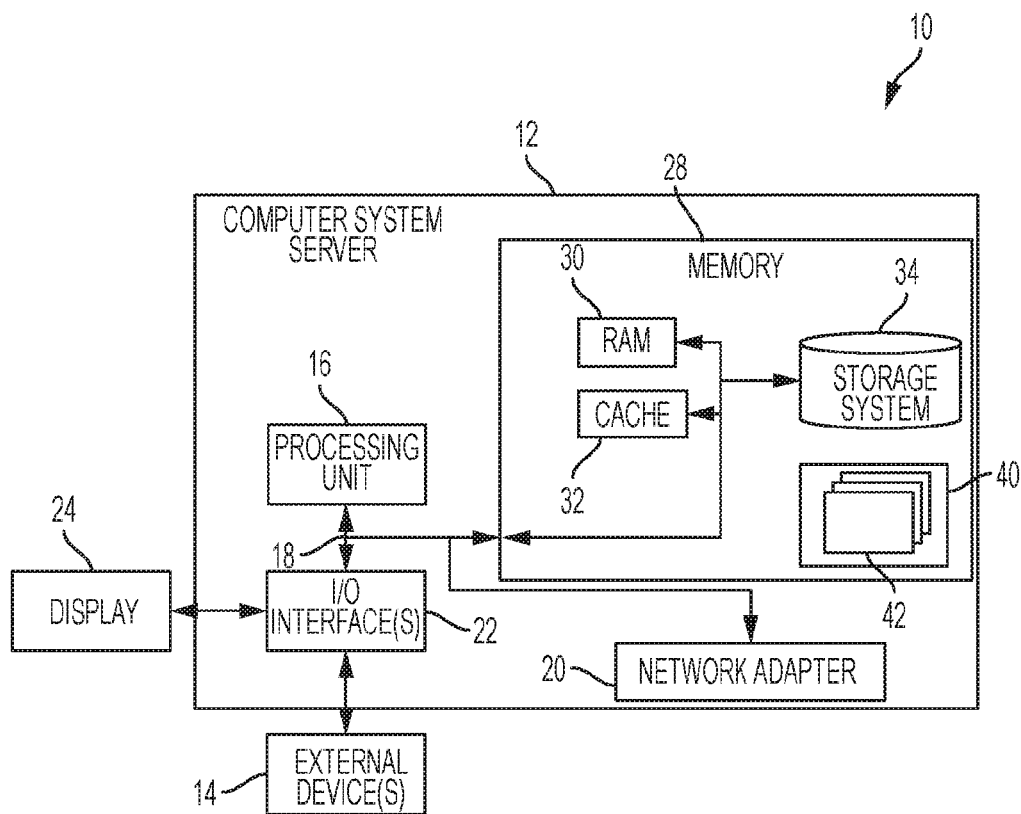 10
12
28
COMPUTER SYSTEM
SERVER
MEMORY
30
34
RAM
STORAGE
SYSTEM
16
CACHE
PROCESSING
UNIT
32
40
24
18
42
DISPLAY
I/O
INTERFACE(S)
22
20
NETWORK ADAPTER
14
EXTERNAL
DEVICE(S)